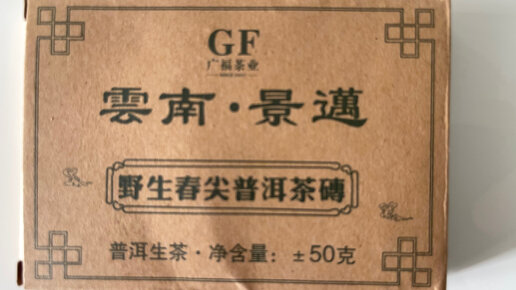 GF
广福茶业
雲南·景邁
野生春尖普洱茶磚
普洱生茶·净含量：±50克